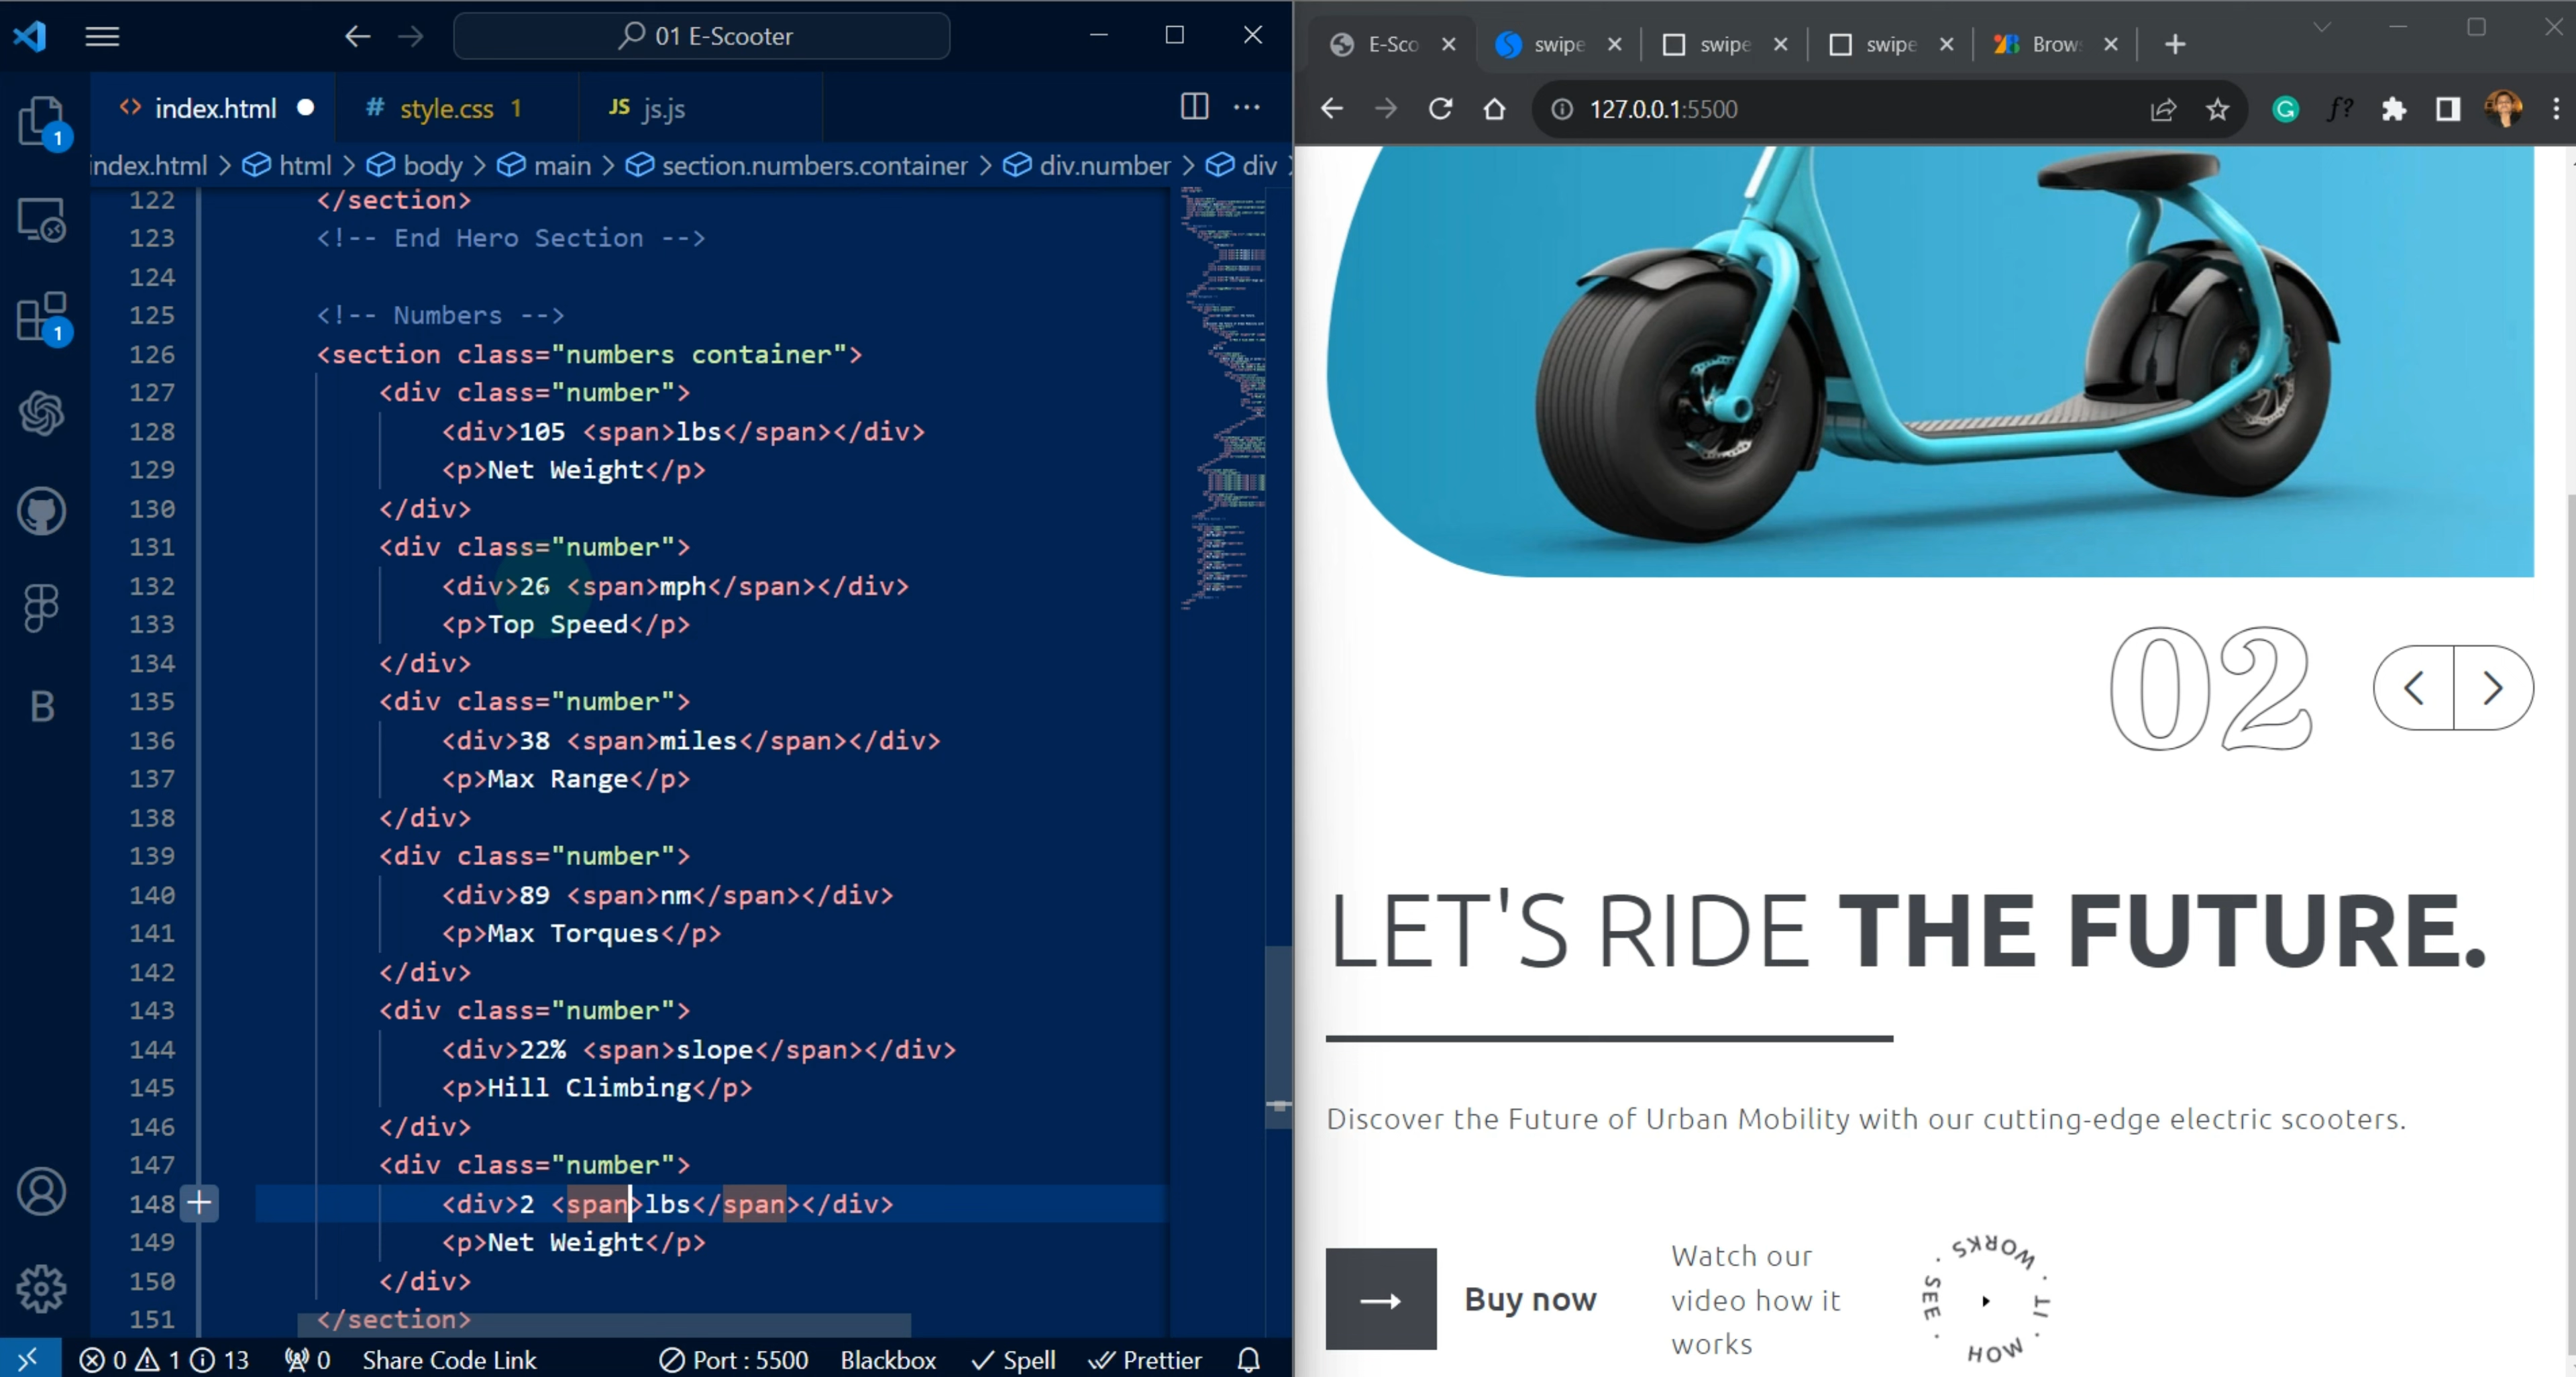 01 E-Scooter
index.html
# style.css 1
JS js.js
index.html > html > body > main > section.numbers.container > div.number > div
122 </section>
123 <!-- End Hero Section -->
124
125 <!-- Numbers -->
126 <section class="numbers container">
127 <div class="number">
128 <div>105 <span>lbs</span></div>
129 <p>Net Weight</p>
130 </div>
131 <div class="number">
132 <div>26 <span>mph</span></div>
133 <p>Top Speed</p>
134 </div>
135 <div class="number">
136 <div>38 <span>miles</span></div>
137 <p>Max Range</p>
138 </div>
139 <div class="number">
140 <div>89 <span>nm</span></div>
141 <p>Max Torques</p>
142 </div>
143 <div class="number">
144 <div>22% <span>slope</span></div>
145 <p>Hill Climbing</p>
146 </div>
147 <div class="number">
148 <div>2 <span>lbs</span></div>
149 <p>Net Weight</p>
150 </div>
151 </section>
1
1
B
0 1 13 0 Share Code Link Port : 5500 Blackbox Spell Prettier
E-Sco
swipe
swipe
swipe
Brow
127.0.0.1:5500
G
f?
02
LET'S RIDE THE FUTURE.
Discover the Future of Urban Mobility with our cutting-edge electric scooters.
Buy now
Watch our
video how it
works
SEE · HOW · IT · WORKS ·